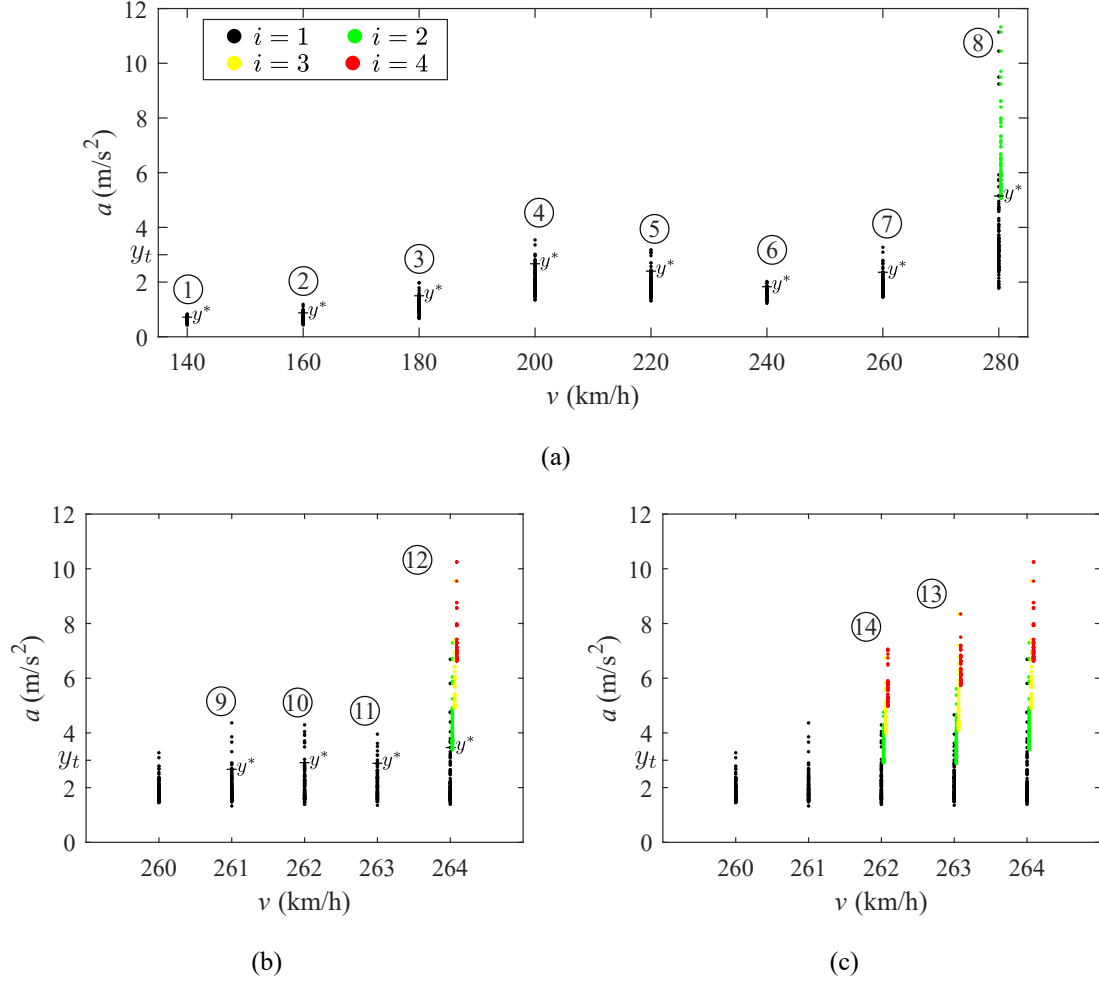 12
10
8
6
4
y_t
2
0
a (m/s²)
i = 1 i = 2
i = 3 i = 4
① ② ③ ④ ⑤ ⑥ ⑦ ⑧
y* y* y* y* y* y* y* y*
140 160 180 200 220 240 260 280
v (km/h)
(a)
12
10
8
6
4
y_t
2
0
a (m/s²)
⑨ ⑩ ⑪ ⑫
y* y* y* y*
260 261 262 263 264
v (km/h)
(b)
12
10
8
6
4
y_t
2
0
a (m/s²)
⑭ ⑬
260 261 262 263 264
v (km/h)
(c)